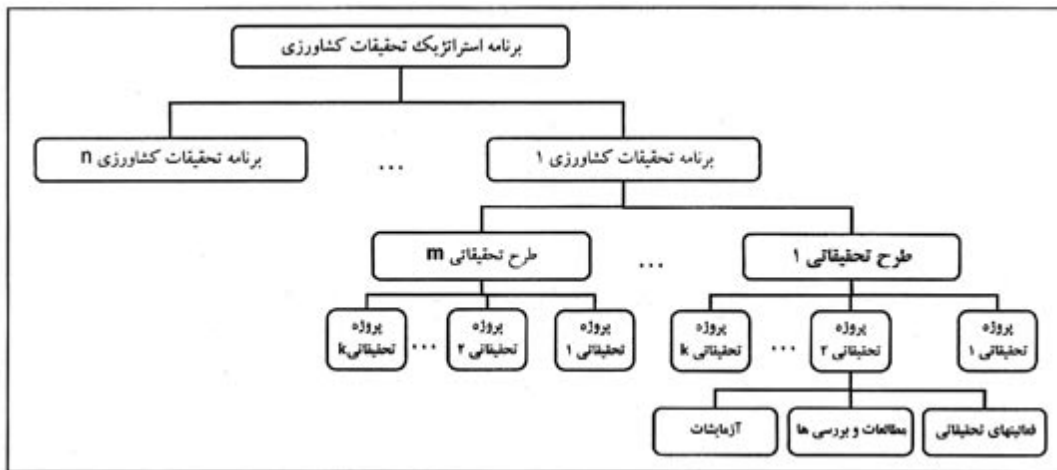 برنامه استراتژیک تحقیقات کشاورزی
برنامه تحقیقات کشاورزی ۱
...
برنامه تحقیقات کشاورزی n
طرح تحقیقاتی ۱
...
طرح تحقیقاتی m
پروژه
تحقیقاتی ۱
پروژه
تحقیقاتی ۲
...
پروژه
تحقیقاتی k
پروژه
تحقیقاتی ۱
پروژه
تحقیقاتی ۲
...
پروژه
تحقیقاتی k
فعالیتهای تحقیقاتی
مطالعات و بررسی ها
آزمایشات